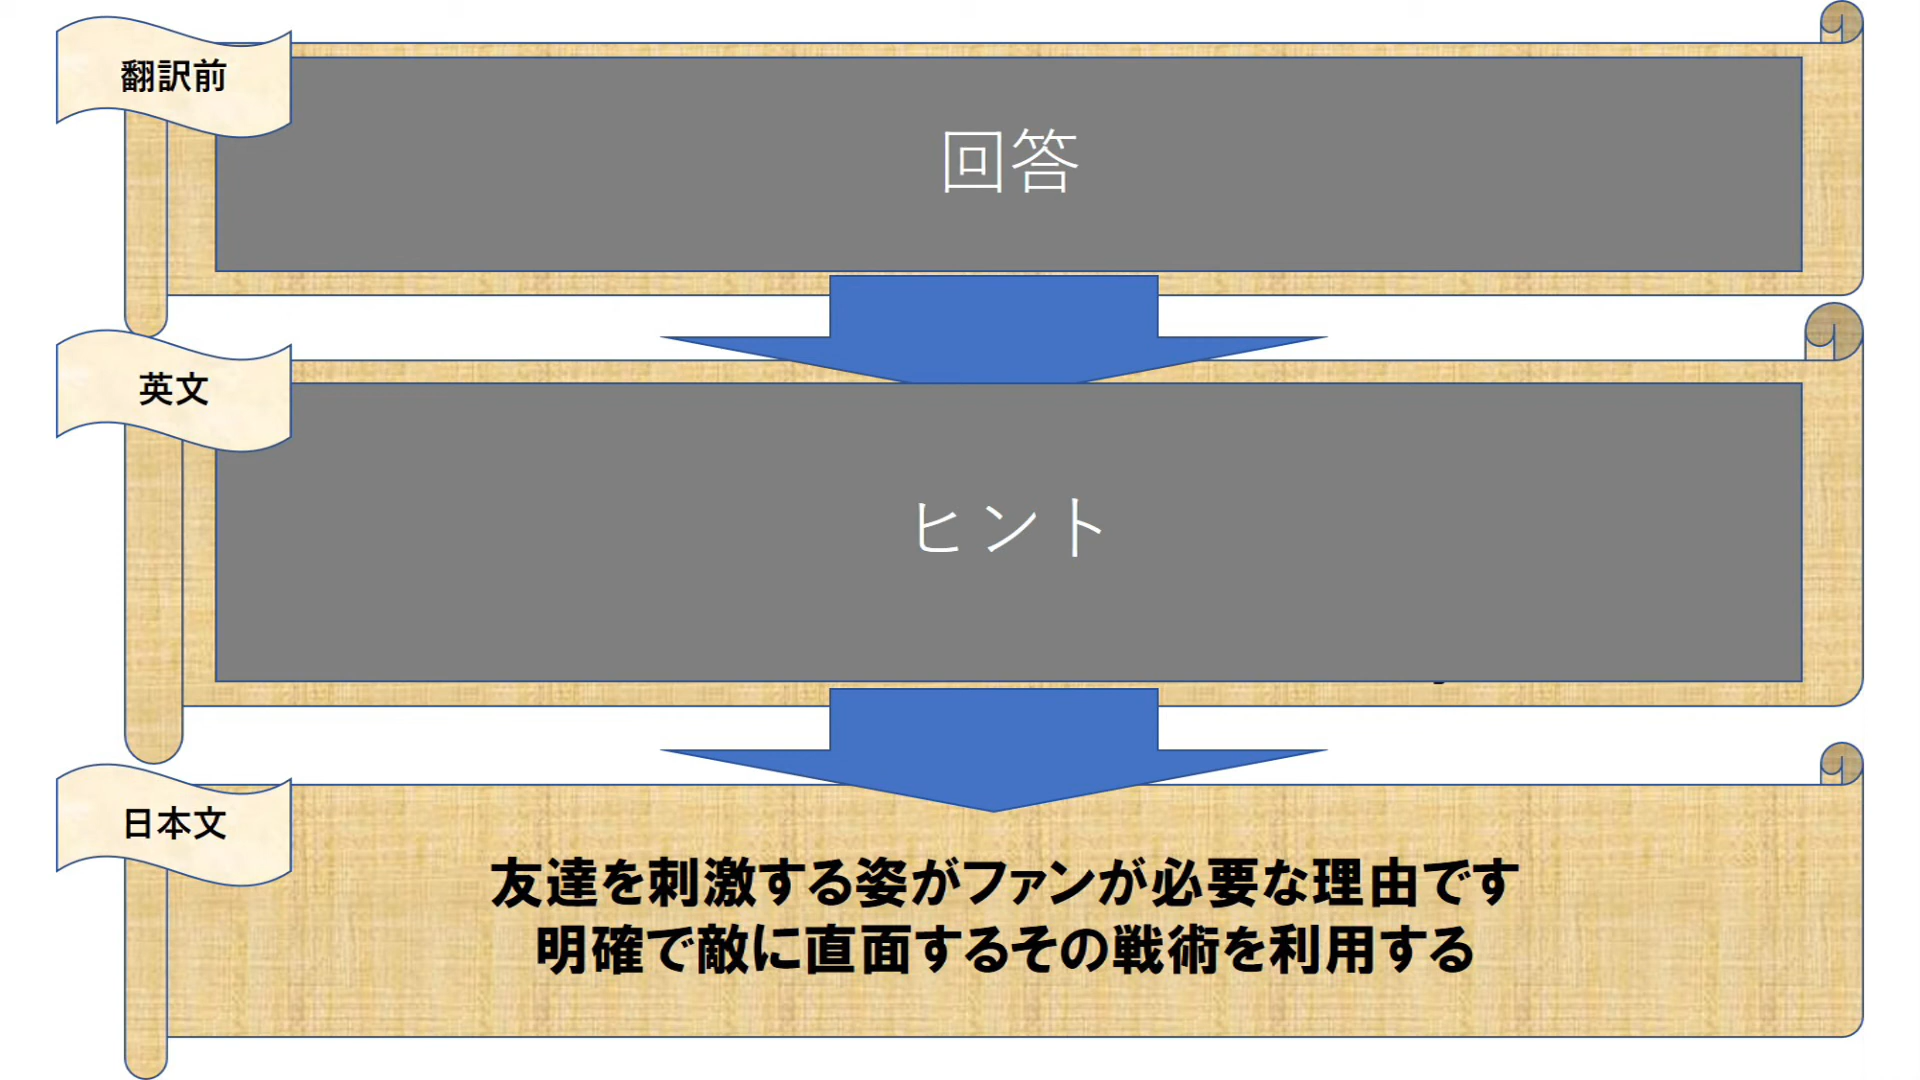 翻訳前
回答
英文
ヒント
日本文
友達を刺激する姿がファンが必要な理由です
明確で敵に直面するその戦術を利用する